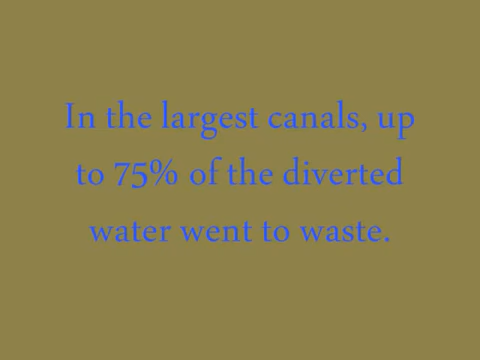 In the largest canals, up
to 75% of the diverted
water went to waste.